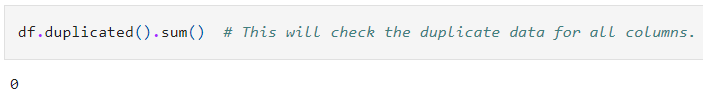 df.duplicated().sum()  # This will check the duplicate data for all columns.
0